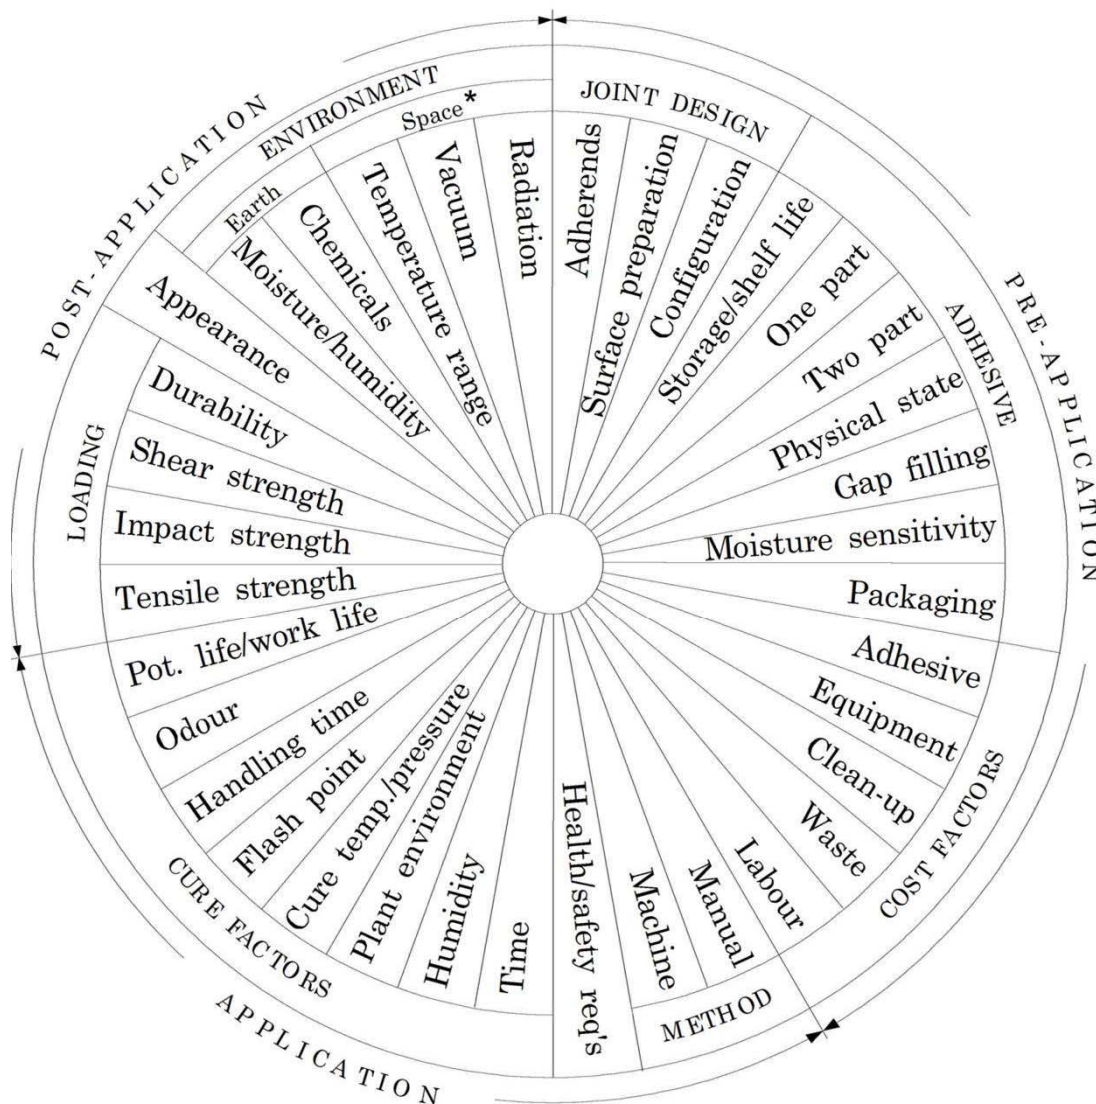 PRE-APPLICATION
JOINT DESIGN
Adherends
Surface preparation
Configuration
ADHESIVE
Storage/shelf life
One part
Two part
Physical state
Gap filling
Moisture sensitivity
Packaging
COST FACTORS
Adhesive
Equipment
Clean-up
Waste
Labour
APPLICATION
METHOD
Manual
Machine
Health/safety req's
CURE FACTORS
Time
Humidity
Plant environment
Cure temp./pressure
Flash point
Handling time
Odour
Pot. life/work life
POST-APPLICATION
LOADING
Tensile strength
Impact strength
Shear strength
Durability
Appearance
ENVIRONMENT
Earth
Moisture/humidity
Chemicals
Space*
Temperature range
Vacuum
Radiation